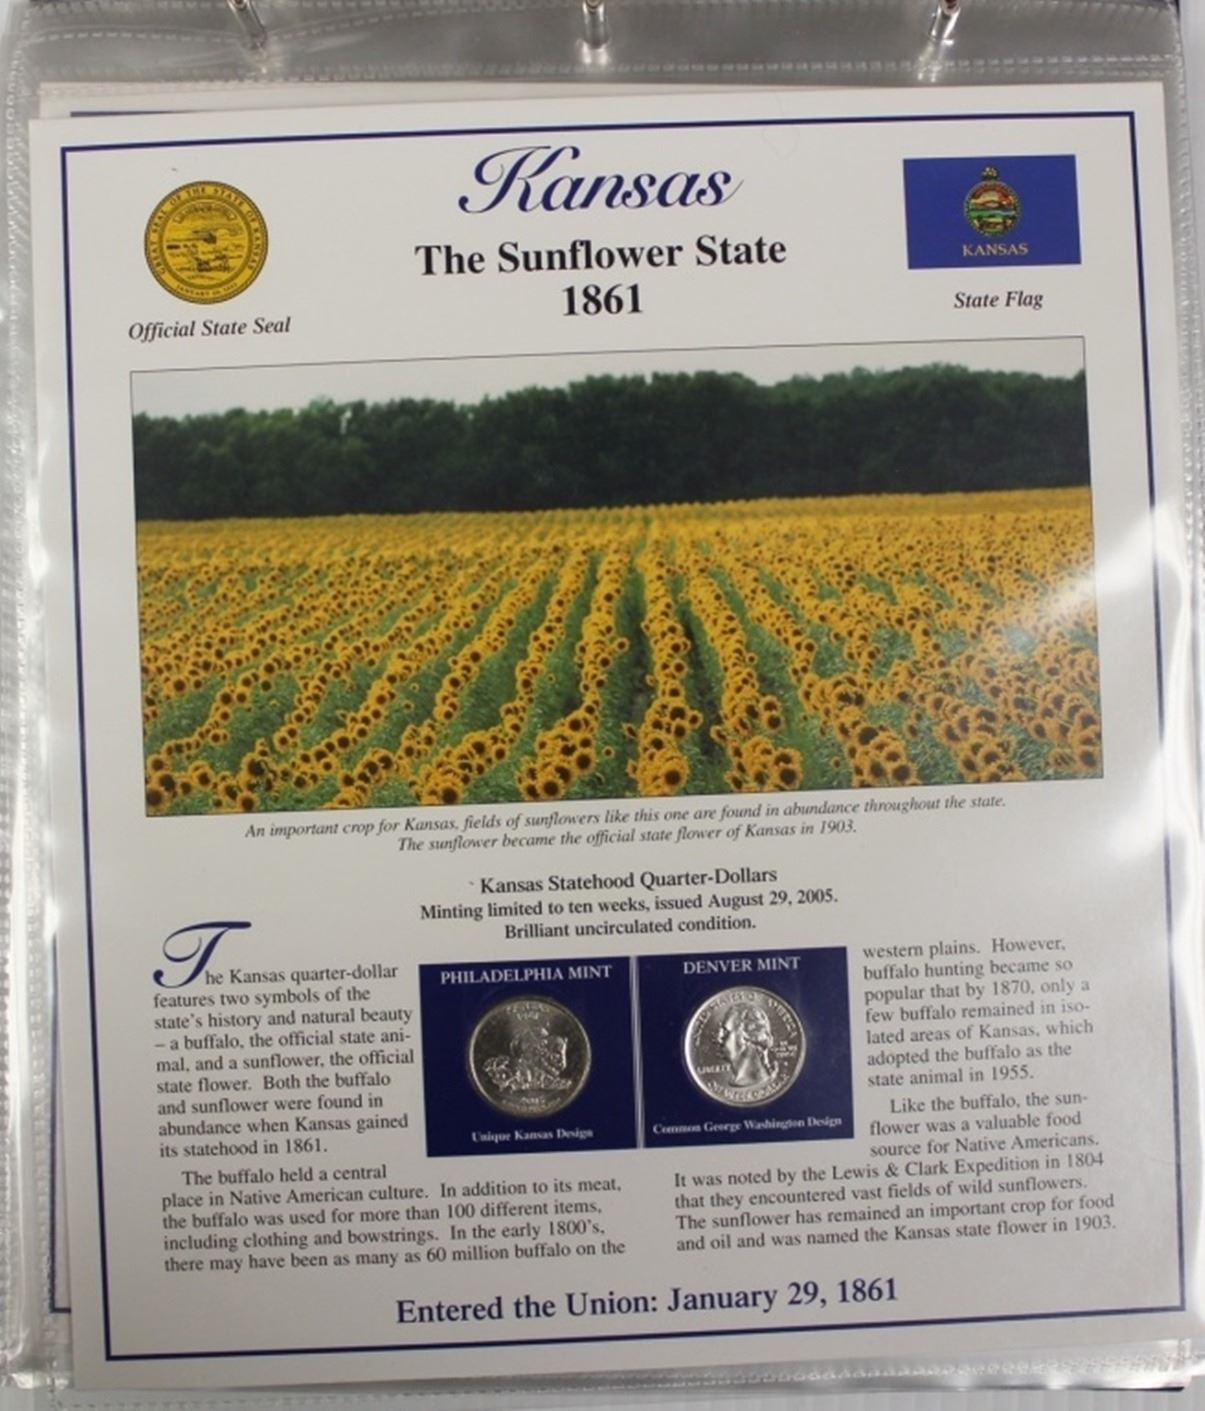 Kansas
The Sunflower State
1861
GREAT SEAL OF THE STATE OF KANSAS
JANUARY 29, 1861
Official State Seal
KANSAS
State Flag
An important crop for Kansas, fields of sunflowers like this one are found in abundance throughout the state.
The sunflower became the official state flower of Kansas in 1903.
Kansas Statehood Quarter-Dollars
Minting limited to ten weeks, issued August 29, 2005.
Brilliant uncirculated condition.
The Kansas quarter-dollar
features two symbols of the
state's history and natural beauty
– a buffalo, the official state ani-
mal, and a sunflower, the official
state flower. Both the buffalo
and sunflower were found in
abundance when Kansas gained
its statehood in 1861.
The buffalo held a central
place in Native American culture. In addition to its meat,
the buffalo was used for more than 100 different items,
including clothing and bowstrings. In the early 1800's,
there may have been as many as 60 million buffalo on the
PHILADELPHIA MINT
Unique Kansas Design
DENVER MINT
LIBERTY
Common George Washington Design
western plains. However,
buffalo hunting became so
popular that by 1870, only a
few buffalo remained in iso-
lated areas of Kansas, which
adopted the buffalo as the
state animal in 1955.
Like the buffalo, the sun-
flower was a valuable food
source for Native Americans.
It was noted by the Lewis & Clark Expedition in 1804
that they encountered vast fields of wild sunflowers.
The sunflower has remained an important crop for food
and oil and was named the Kansas state flower in 1903.
Entered the Union: January 29, 1861